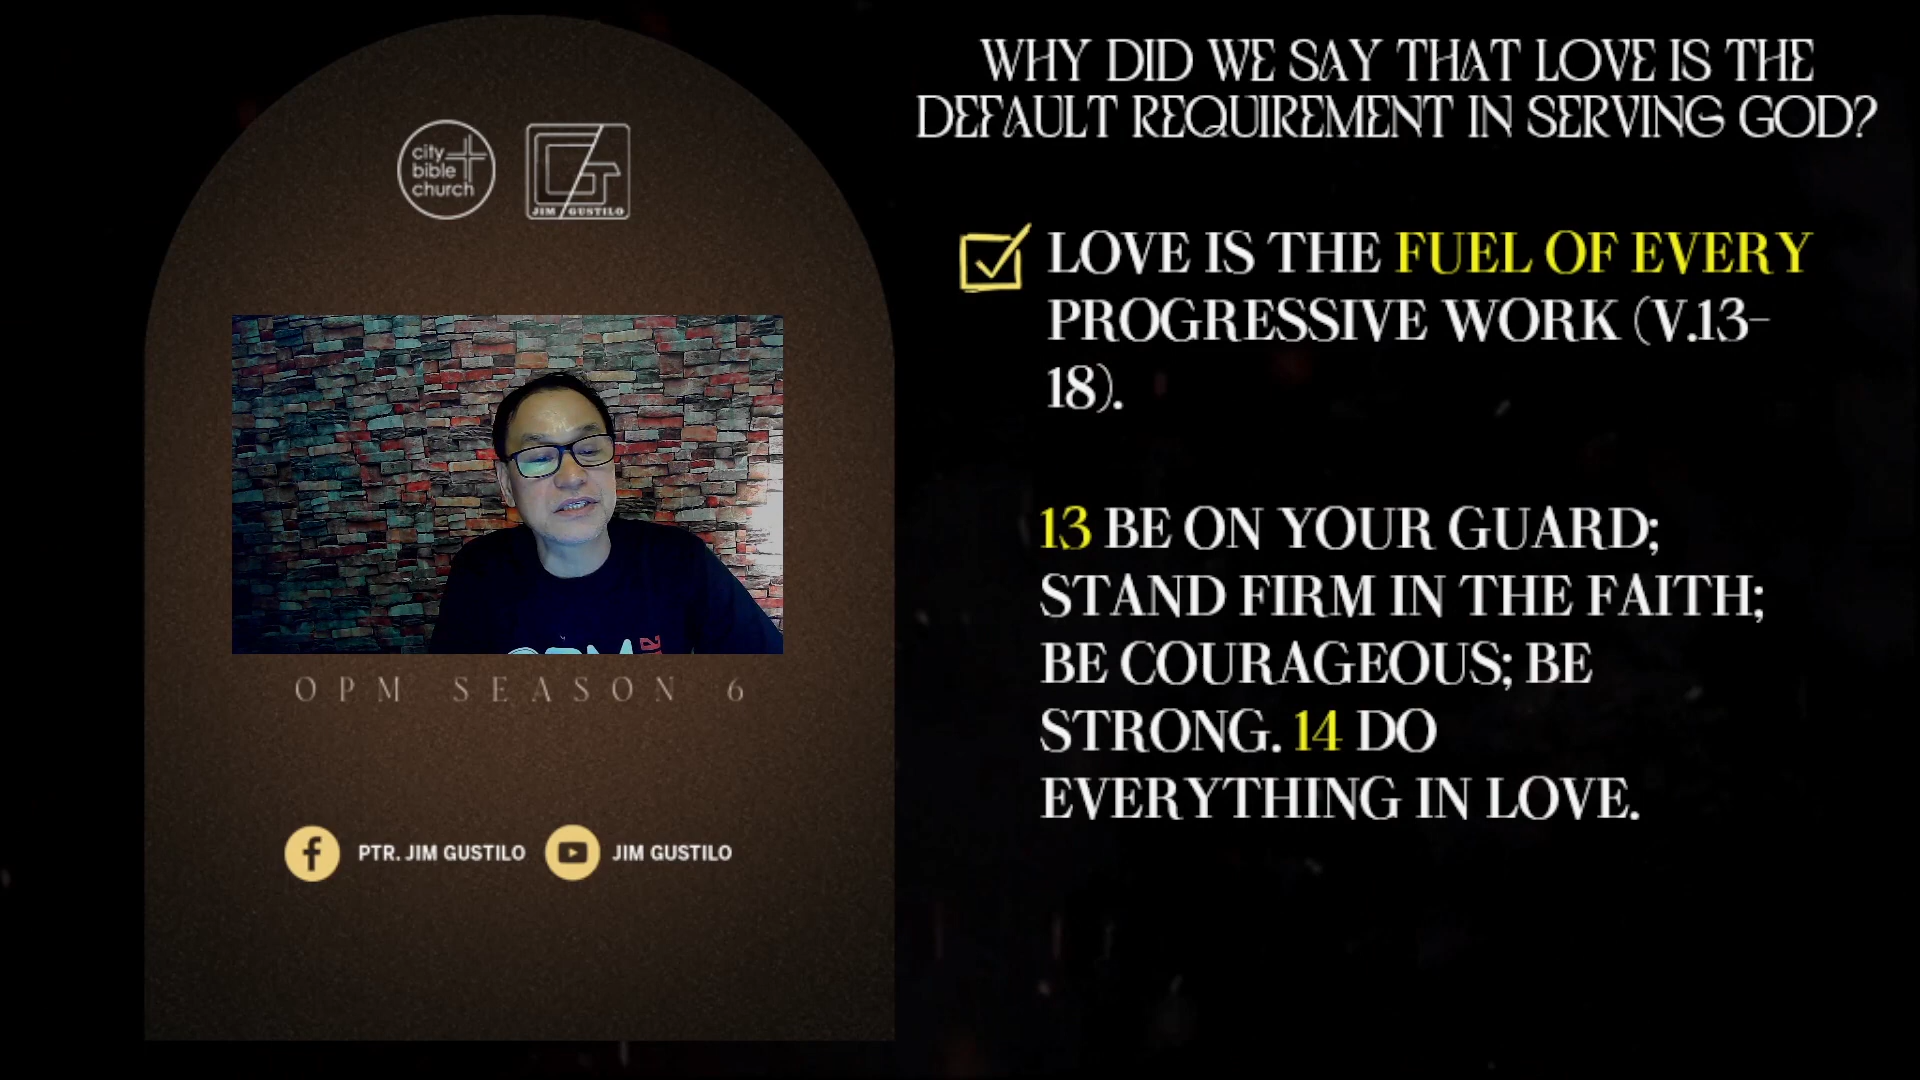 city
bible
church
JIM GUSTILO
OPM SEASON 6
PTR. JIM GUSTILO
JIM GUSTILO
WHY DID WE SAY THAT LOVE IS THE
DEFAULT REQUIREMENT IN SERVING GOD?
LOVE IS THE FUEL OF EVERY
PROGRESSIVE WORK (V.13-
18).
13 BE ON YOUR GUARD;
STAND FIRM IN THE FAITH;
BE COURAGEOUS; BE
STRONG. 14 DO
EVERYTHING IN LOVE.